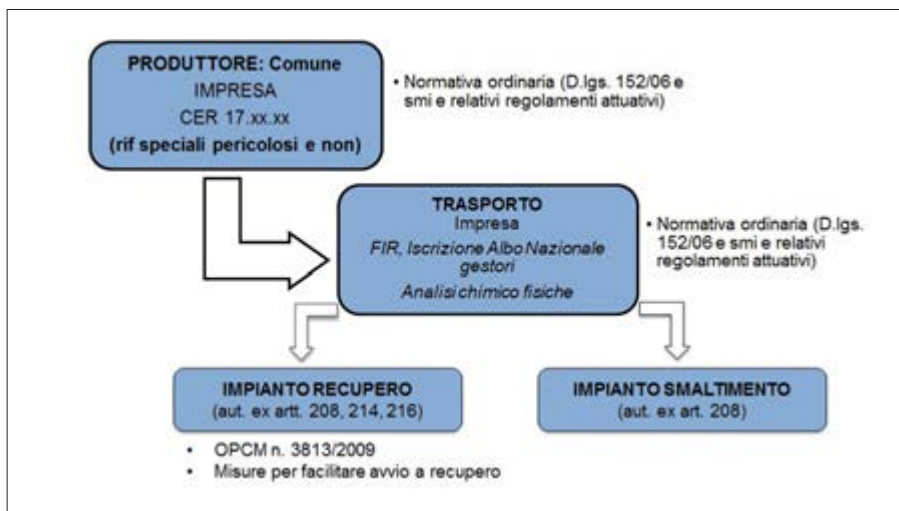 PRODUTTORE: Comune
IMPRESA
CER 17.xx.xx
(rif speciali pericolosi e non)
• Normativa ordinaria (D.lgs. 152/06 e
smi e relativi regolamenti attuativi)
TRASPORTO
Impresa
FIR, Iscrizione Albo Nazionale
gestori
Analisi chimico fisiche
• Normativa ordinaria (D.lgs.
152/06 e smi e relativi
regolamenti attuativi)
IMPIANTO RECUPERO
(aut. ex artt. 208, 214, 216)
IMPIANTO SMALTIMENTO
(aut. ex art. 208)
• OPCM n. 3813/2009
• Misure per facilitare avvio a recupero